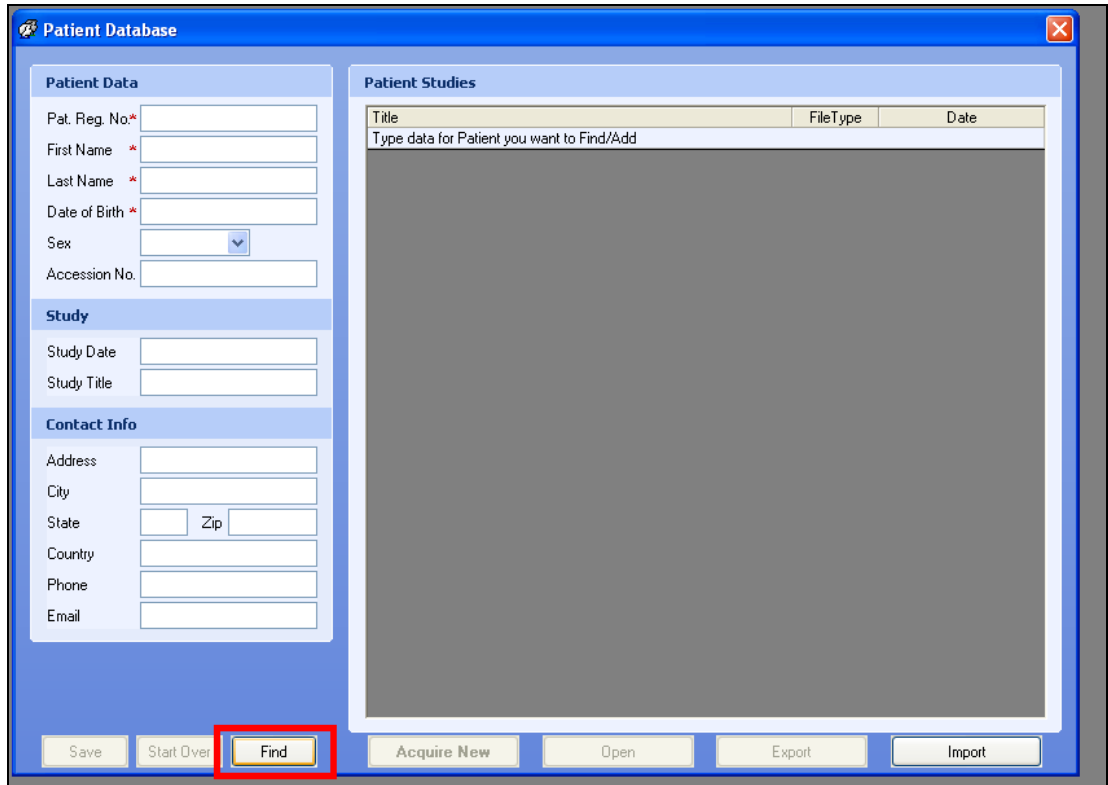 Patient Database
Patient Data
Pat. Reg. No.*
First Name *
Last Name *
Date of Birth *
Sex
Accession No.
Study
Study Date
Study Title
Contact Info
Address
City
State Zip
Country
Phone
Email
Save Start Over Find
Patient Studies
Title FileType Date
Type data for Patient you want to Find/Add
Acquire New Open Export Import